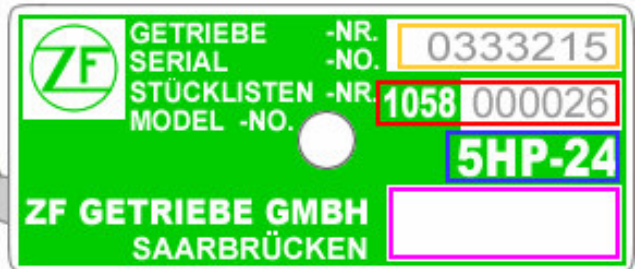 ZF
GETRIEBE -NR. 0333215
SERIAL -NO.
STÜCKLISTEN -NR. 1058 000026
MODEL -NO.
5HP-24
ZF GETRIEBE GMBH
SAARBRÜCKEN